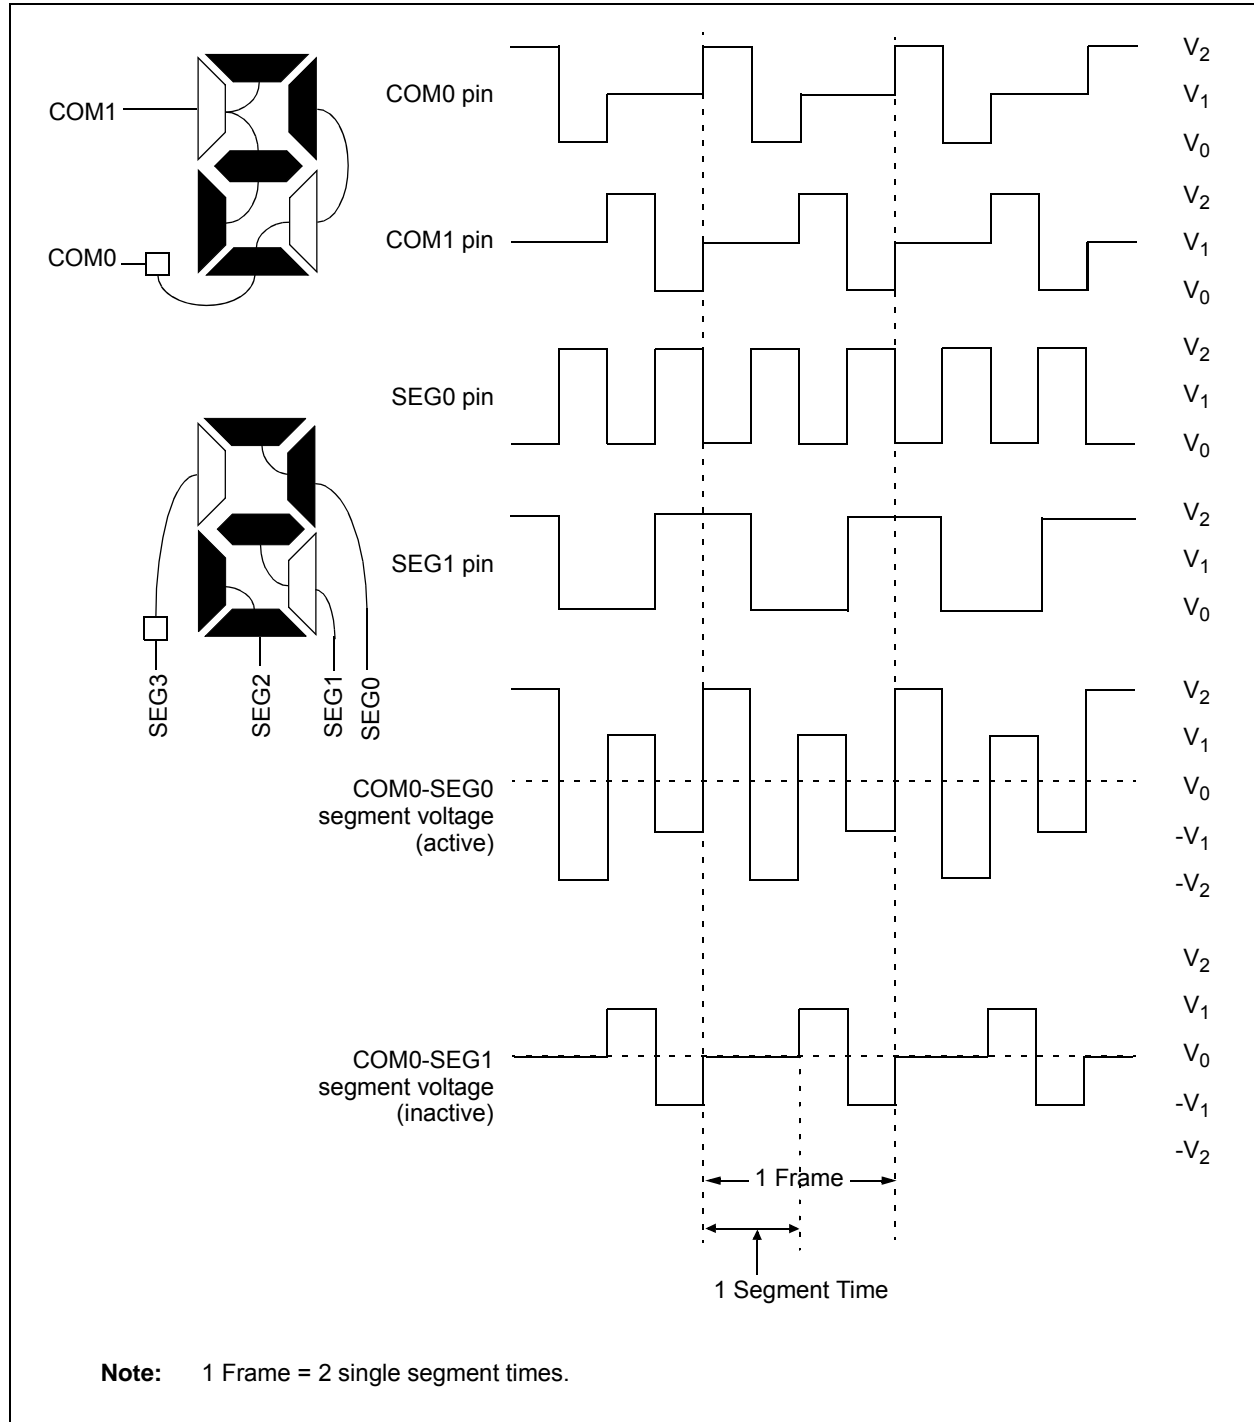 COM1
COM0
COM0 pin
V2
V1
V0
COM1 pin
V2
V1
V0
SEG0 pin
V2
V1
V0
SEG1 pin
V2
V1
V0
SEG3
SEG2
SEG1
SEG0
COM0-SEG0
segment voltage
(active)
V2
V1
V0
-V1
-V2
COM0-SEG1
segment voltage
(inactive)
V2
V1
V0
-V1
-V2
1 Frame
1 Segment Time
Note: 1 Frame = 2 single segment times.